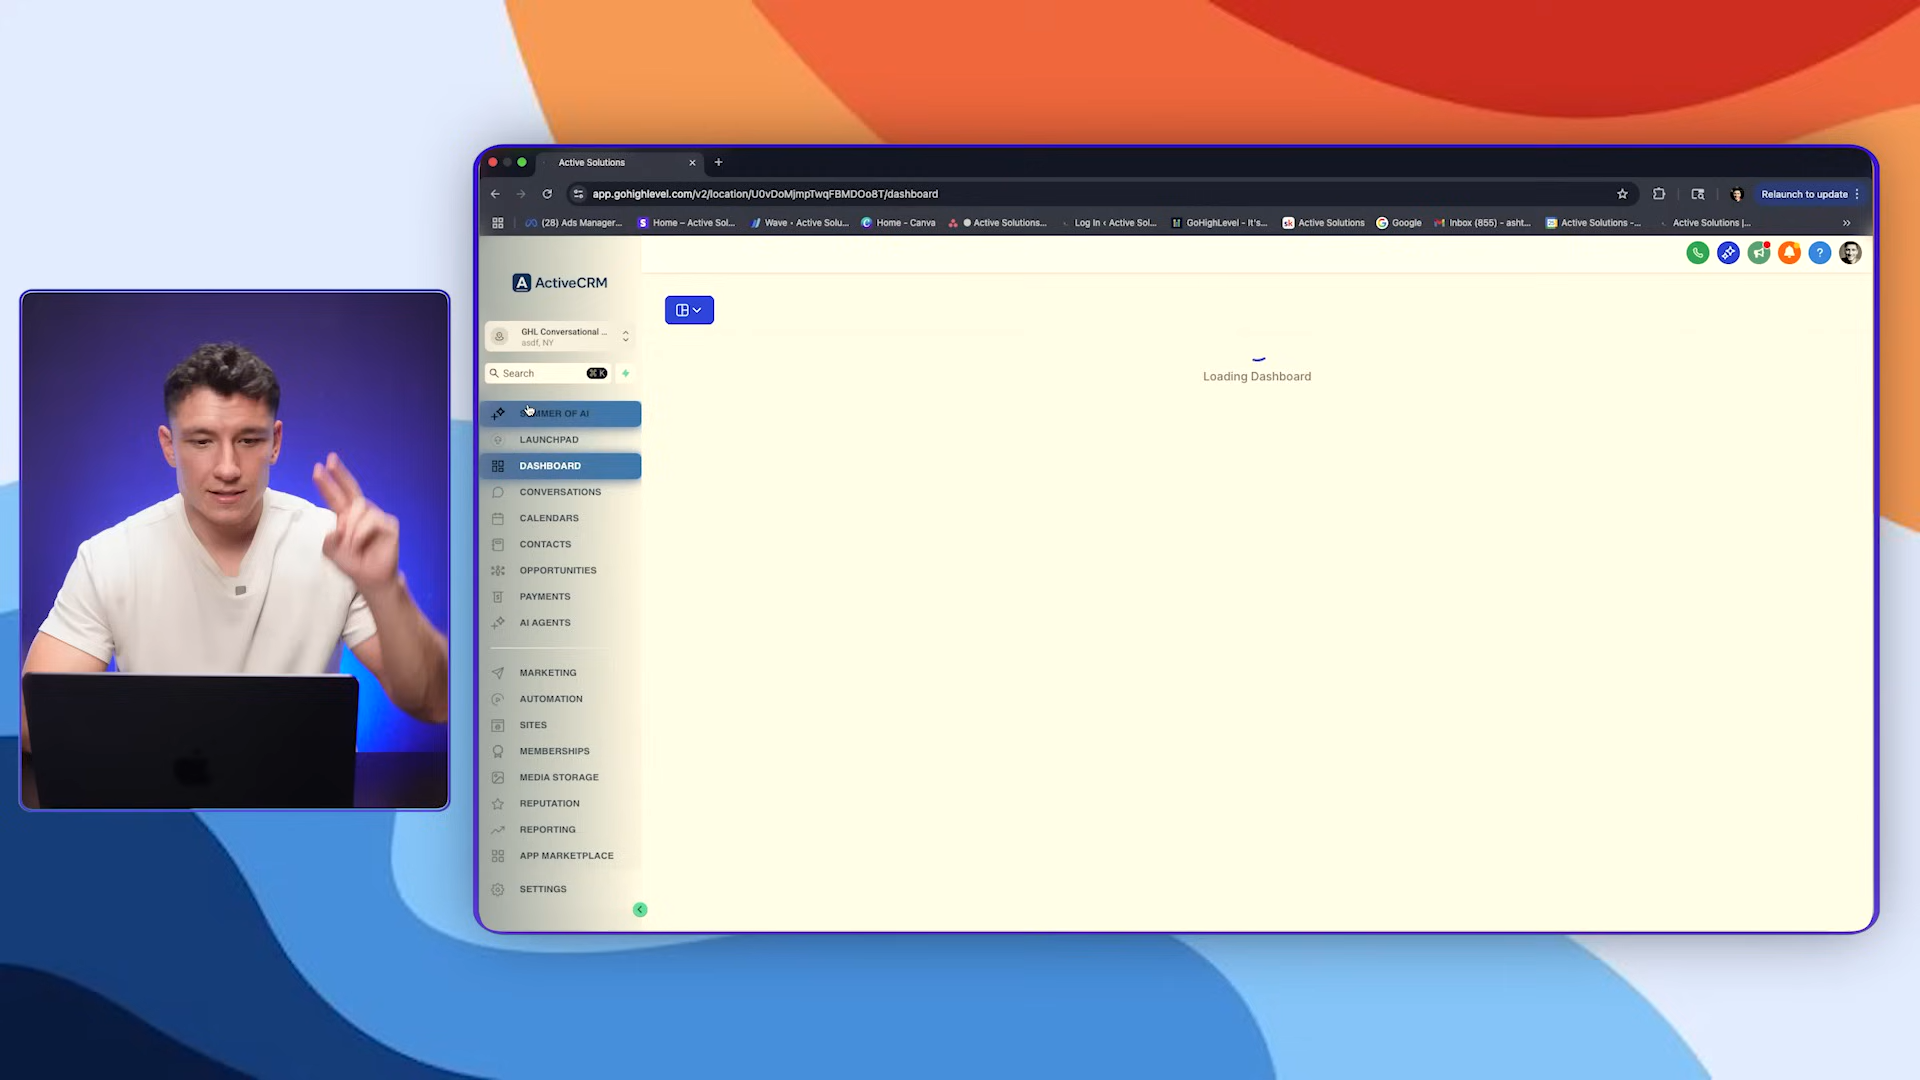 Active Solutions
app.gohighlevel.com/v2/location/U0vDoMjmpTwqFBMDOo8T/dashboard
Relaunch to update
(28) Ads Manager...
S Home – Active Sol...
Wave • Active Solu...
C Home - Canva
Active Solutions...
Log In ‹ Active Sol...
GoHighLevel - It's...
sk Active Solutions
Google
Inbox (855) - asht...
Active Solutions -...
Active Solutions |...
A ActiveCRM
GHL Conversational ...
asdf, NY
Search ⌘ K
SUMMER OF AI
LAUNCHPAD
DASHBOARD
CONVERSATIONS
CALENDARS
CONTACTS
OPPORTUNITIES
PAYMENTS
AI AGENTS
MARKETING
AUTOMATION
SITES
MEMBERSHIPS
MEDIA STORAGE
REPUTATION
REPORTING
APP MARKETPLACE
SETTINGS
Loading Dashboard